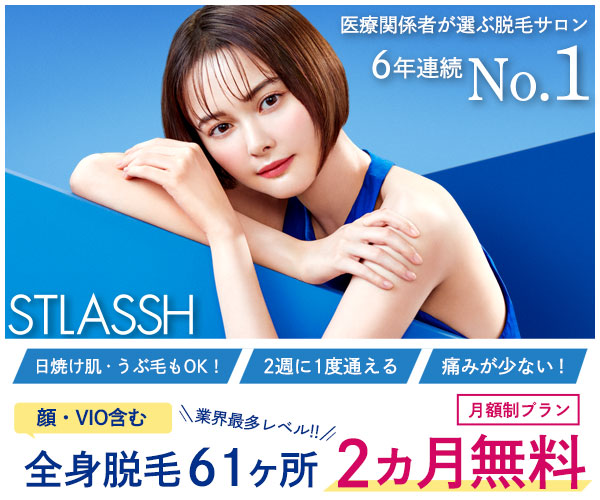 医療関係者が選ぶ脱毛サロン
6年連続 No.1
STLASSH
日焼け肌・うぶ毛もOK！
2週に1度通える
痛みが少ない！
顔・VIO含む
業界最多レベル!!
月額制プラン
全身脱毛61ヶ所
2カ月無料